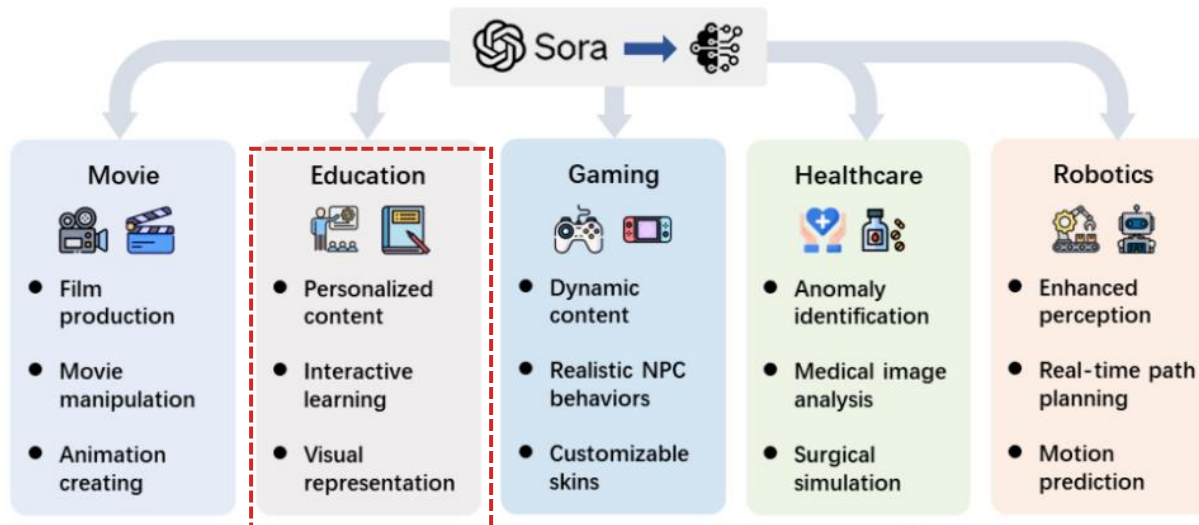 Sora
Movie
Film
production
Movie
manipulation
Animation
creating
Education
Personalized
content
Interactive
learning
Visual
representation
Gaming
Dynamic
content
Realistic NPC
behaviors
Customizable
skins
Healthcare
Anomaly
identification
Medical image
analysis
Surgical
simulation
Robotics
Enhanced
perception
Real-time path
planning
Motion
prediction